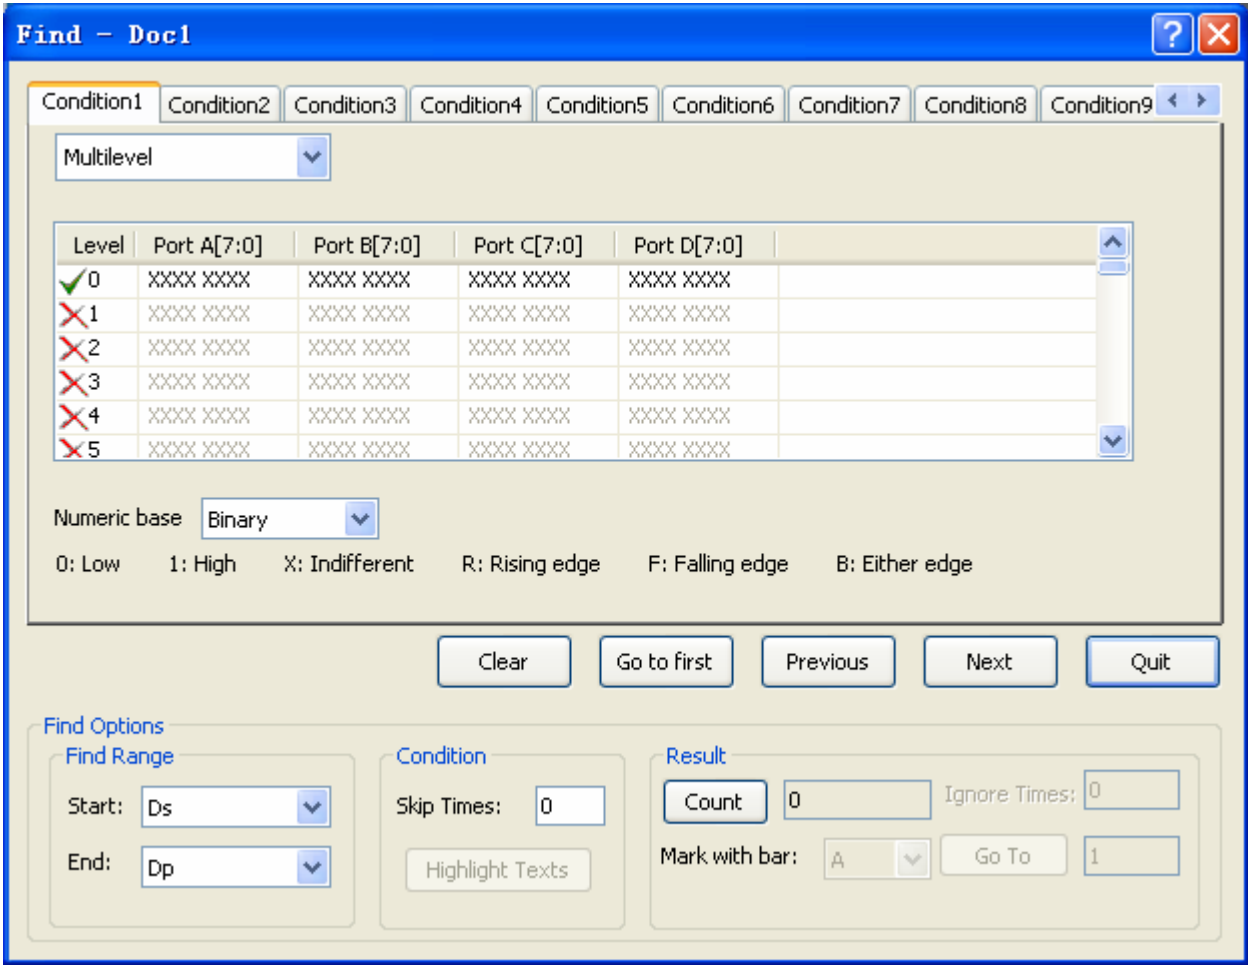 Find - Doc1
Condition1 Condition2 Condition3 Condition4 Condition5 Condition6 Condition7 Condition8 Condition9
Multilevel
Level Port A[7:0] Port B[7:0] Port C[7:0] Port D[7:0]
0 XXXX XXXX XXXX XXXX XXXX XXXX XXXX XXXX
1 XXXX XXXX XXXX XXXX XXXX XXXX XXXX XXXX
2 XXXX XXXX XXXX XXXX XXXX XXXX XXXX XXXX
3 XXXX XXXX XXXX XXXX XXXX XXXX XXXX XXXX
4 XXXX XXXX XXXX XXXX XXXX XXXX XXXX XXXX
5 XXXX XXXX XXXX XXXX XXXX XXXX XXXX XXXX
Numeric base Binary
0: Low 1: High X: Indifferent R: Rising edge F: Falling edge B: Either edge
Clear Go to first Previous Next Quit
Find Options
Find Range Condition Result
Start: Ds Skip Times: 0 Count 0 Ignore Times: 0
End: Dp Highlight Texts Mark with bar: A Go To 1